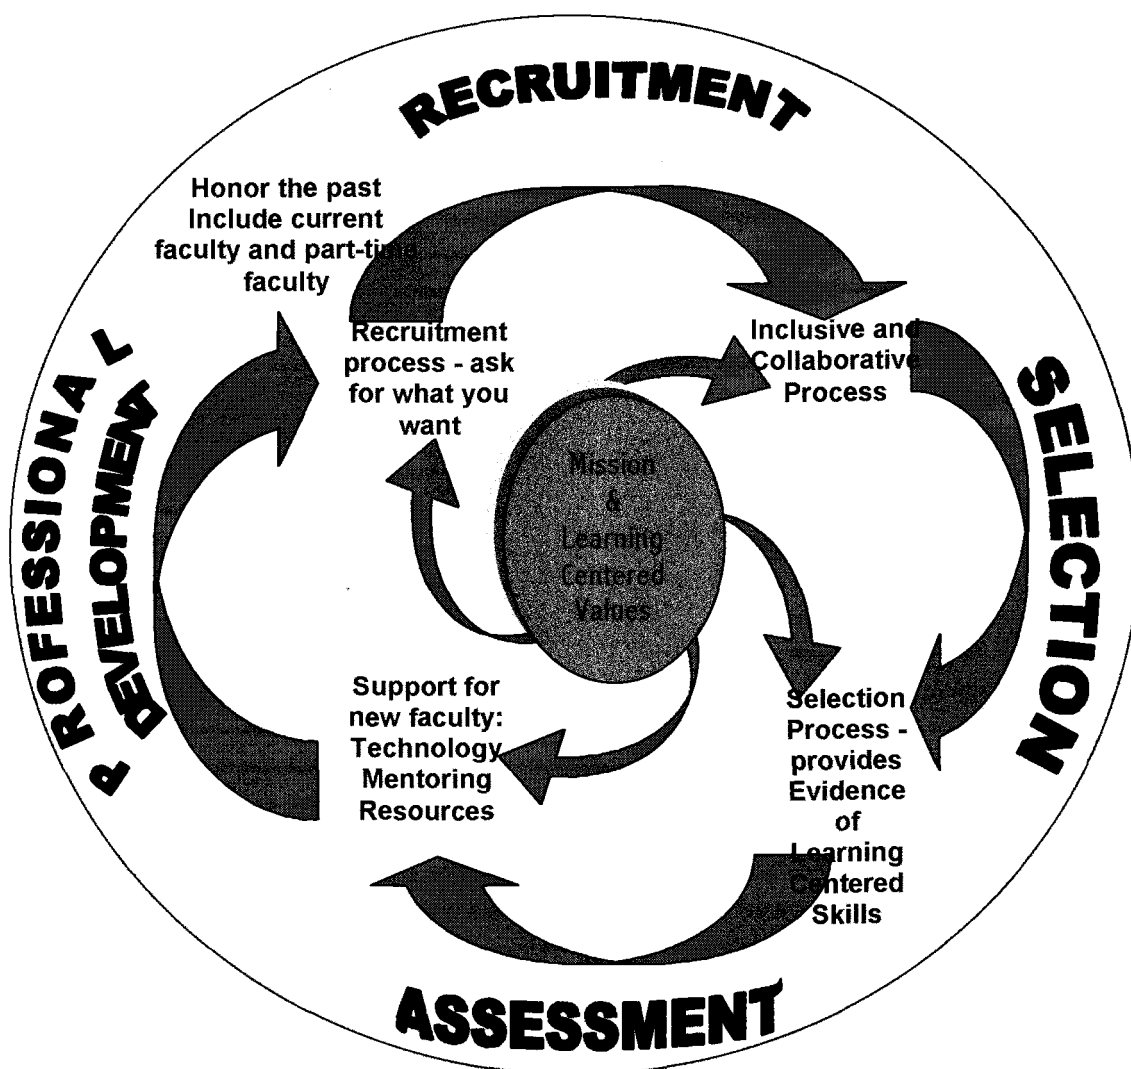 RECRUITMENT
Honor the past
Include current
faculty and part-time
faculty
Recruitment
process - ask
for what you
want
Inclusive and
Collaborative
Process
SELECTION
PROFESSIONAL
DEVELOPMENT
Mission
&
Learning
Centered
Values
Support for
new faculty:
Technology
Mentoring
Resources
Selection
Process -
provides
Evidence
of
Learning
Centered
Skills
ASSESSMENT